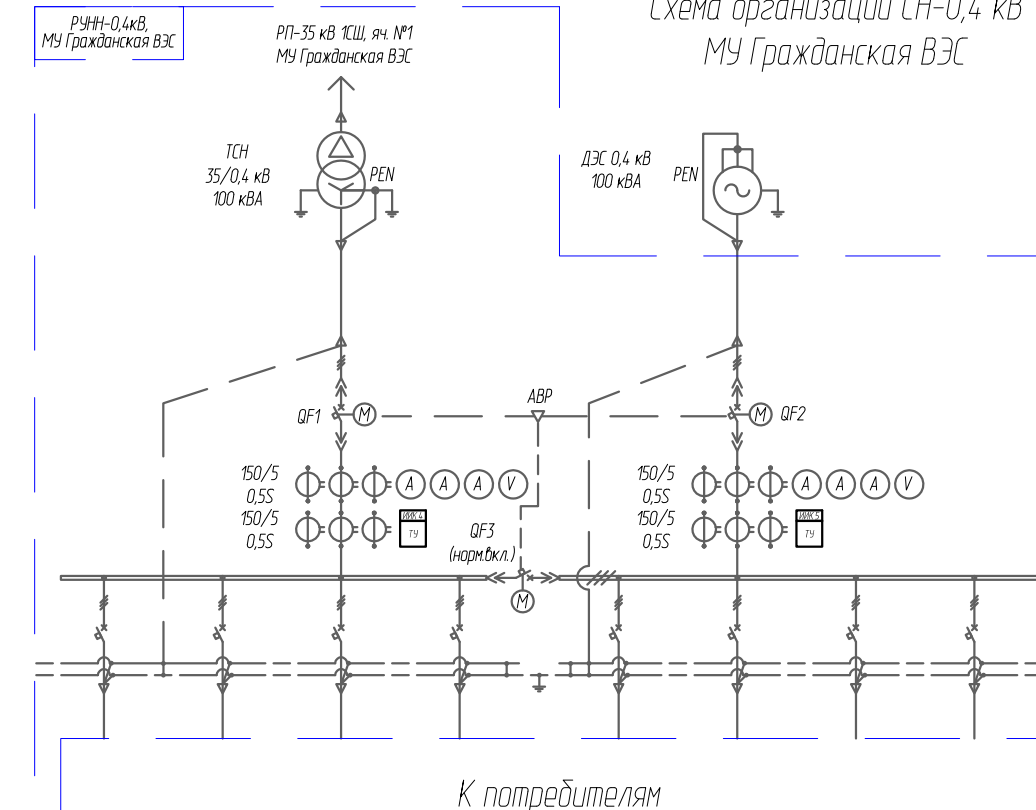 Схема организации СН-0,4 кВ
МУ Гражданская ВЭС
РУНН-0,4кВ,
МУ Гражданская ВЭС
РП-35 кВ 1СШ, яч. №1
МУ Гражданская ВЭС
ТСН
35/0,4 кВ
100 кВА
PEN
ДЭС 0,4 кВ
100 кВА
PEN
АВР
QF1
M
M
QF2
150/5
0,5S
A A A V
150/5
0,5S
ИИК 4
ТУ
150/5
0,5S
A A A V
150/5
0,5S
ИИК 5
ТУ
QF3
(норм.вкл.)
M
К потребителям